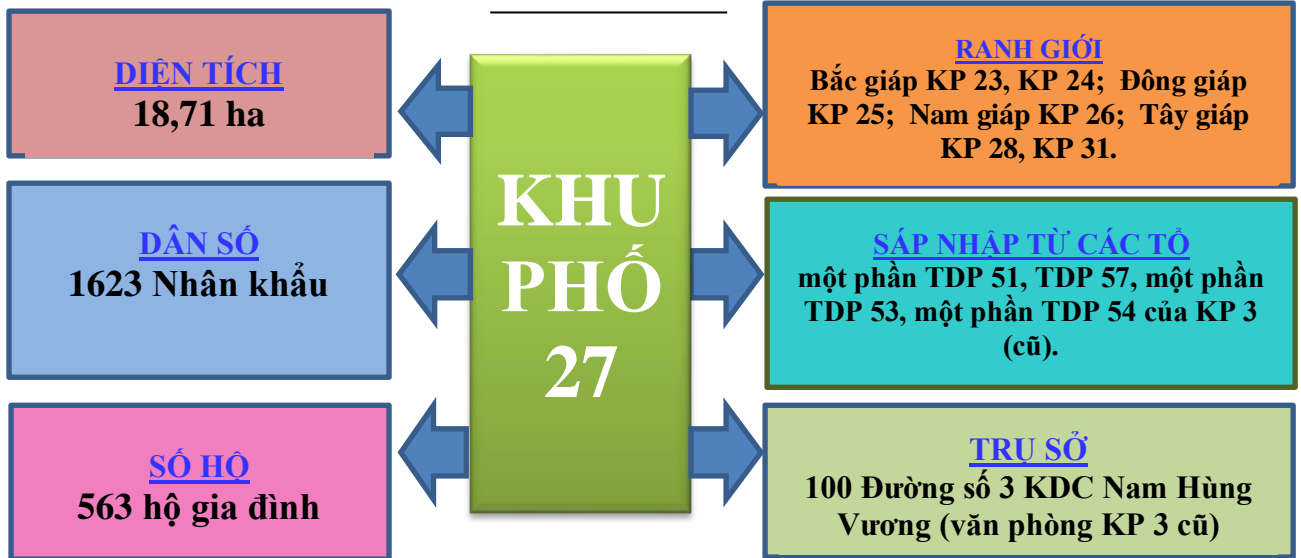 DIỆN TÍCH
18,71 ha
DÂN SỐ
1623 Nhân khẩu
SỐ HỘ
563 hộ gia đình
KHU
PHỐ
27
RANH GIỚI
Bắc giáp KP 23, KP 24; Đông giáp
KP 25; Nam giáp KP 26; Tây giáp
KP 28, KP 31.
SÁP NHẬP TỪ CÁC TỔ
một phần TDP 51, TDP 57, một phần
TDP 53, một phần TDP 54 của KP 3
(cũ).
TRỤ SỞ
100 Đường số 3 KDC Nam Hùng
Vương (văn phòng KP 3 cũ)